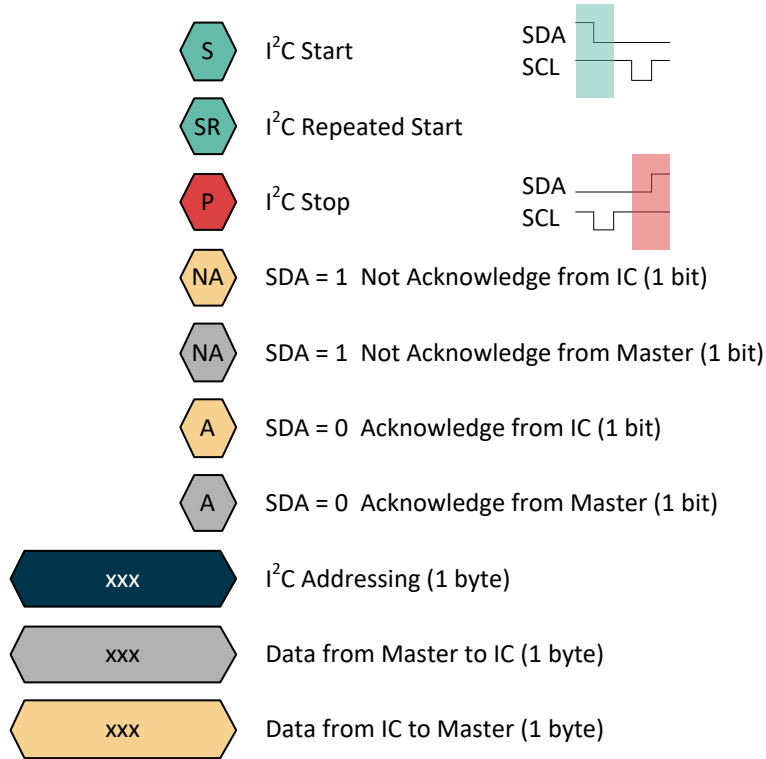 S I²C Start
SDA
SCL
SR I²C Repeated Start
P I²C Stop
SDA
SCL
NA SDA = 1 Not Acknowledge from IC (1 bit)
NA SDA = 1 Not Acknowledge from Master (1 bit)
A SDA = 0 Acknowledge from IC (1 bit)
A SDA = 0 Acknowledge from Master (1 bit)
xxx I²C Addressing (1 byte)
xxx Data from Master to IC (1 byte)
xxx Data from IC to Master (1 byte)